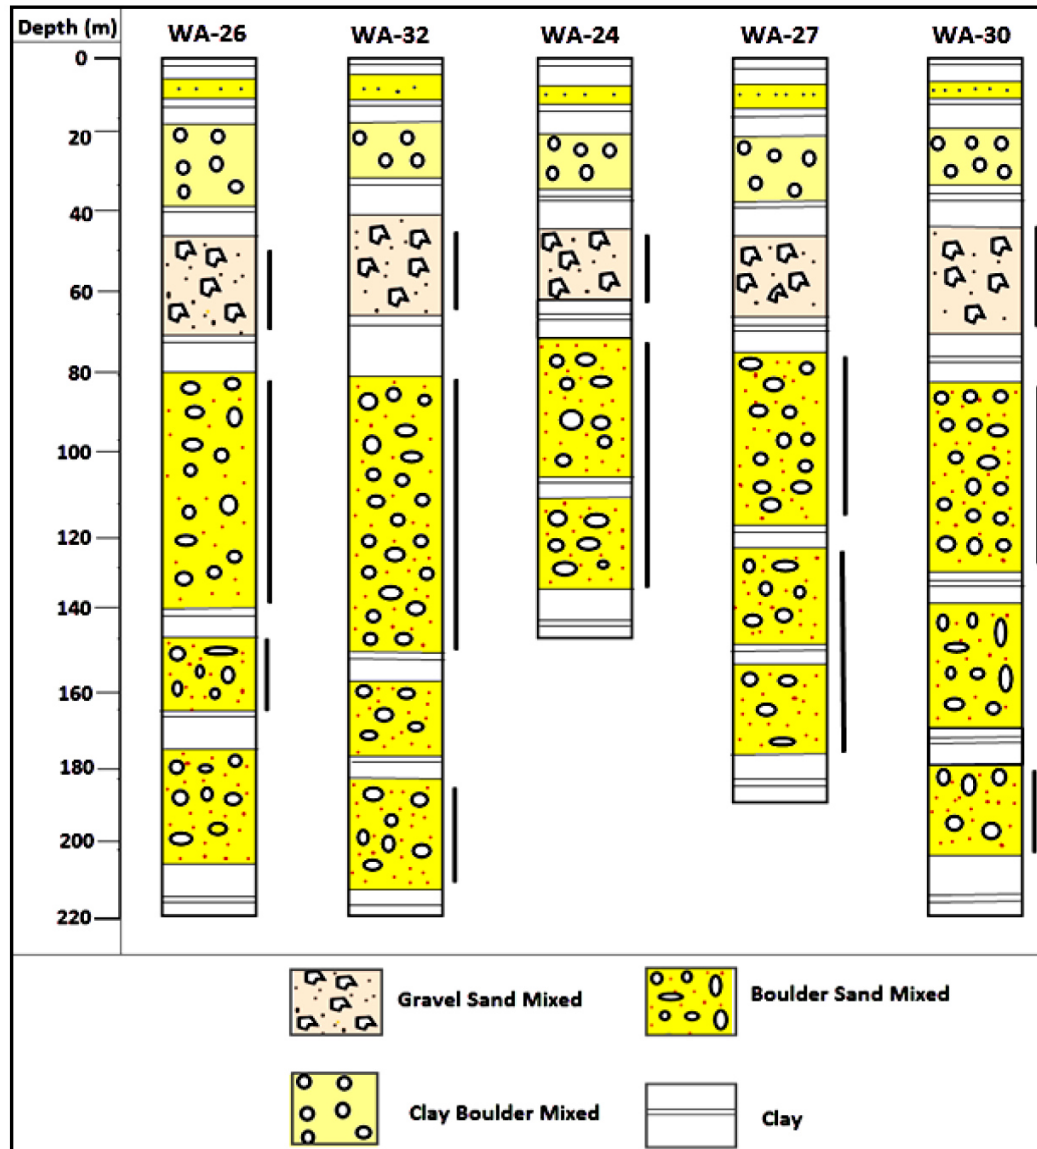 Depth (m) WA-26 WA-32 WA-24 WA-27 WA-30
0
20
40
60
80
100
120
140
160
180
200
220
Gravel Sand Mixed
Boulder Sand Mixed
Clay Boulder Mixed
Clay